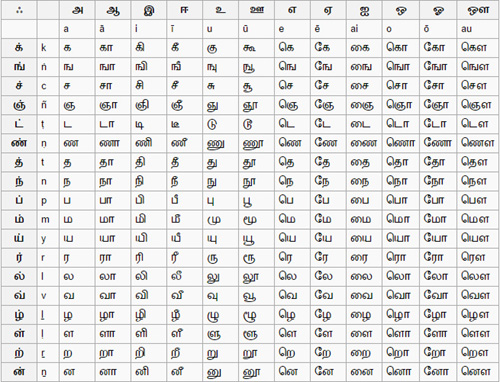 ஃ அ ஆ இ ஈ உ ஊ எ ஏ ஐ ஒ ஓ ஔ
a ā i ī u ū e ē ai o ō au
க் k க கா கி கீ கு கூ கெ கே கை கொ கோ கௌ
ங் ṅ ங ஙா ஙி ஙீ ஙு ஙூ ஙெ ஙே ஙை ஙொ ஙோ ஙௌ
ச் c ச சா சி சீ சு சூ செ சே சை சொ சோ சௌ
ஞ் ñ ஞ ஞா ஞி ஞீ ஞு ஞூ ஞெ ஞே ஞை ஞொ ஞோ ஞௌ
ட் ṭ ட டா டி டீ டு டூ டெ டே டை டொ டோ டௌ
ண் ṇ ண ணா ணி ணீ ணு ணூ ணெ ணே ணை ணொ ணோ ணௌ
த் t த தா தி தீ து தூ தெ தே தை தொ தோ தௌ
ந் n ந நா நி நீ நு நூ நெ நே நை நொ நோ நௌ
ப் p ப பா பி பீ பு பூ பெ பே பை பொ போ பௌ
ம் m ம மா மி மீ மு மூ மெ மே மை மொ மோ மௌ
ய் y ய யா யி யீ யு யூ யெ யே யை யொ யோ யௌ
ர் r ர ரா ரி ரீ ரு ரூ ரெ ரே ரை ரொ ரோ ரௌ
ல் l ல லா லி லீ லு லூ லெ லே லை லொ லோ லௌ
வ் v வ வா வி வீ வு வூ வெ வே வை வொ வோ வௌ
ழ் ḻ ழ ழா ழி ழீ ழு ழூ ழெ ழே ழை ழொ ழோ ழௌ
ள் ḷ ள ளா ளி ளீ ளு ளூ ளெ ளே ளை ளொ ளோ ளௌ
ற் ṟ ற றா றி றீ று றூ றெ றே றை றொ றோ றௌ
ன் ṉ ன னா னி னீ னு னூ னெ னே னை னொ னோ னௌ